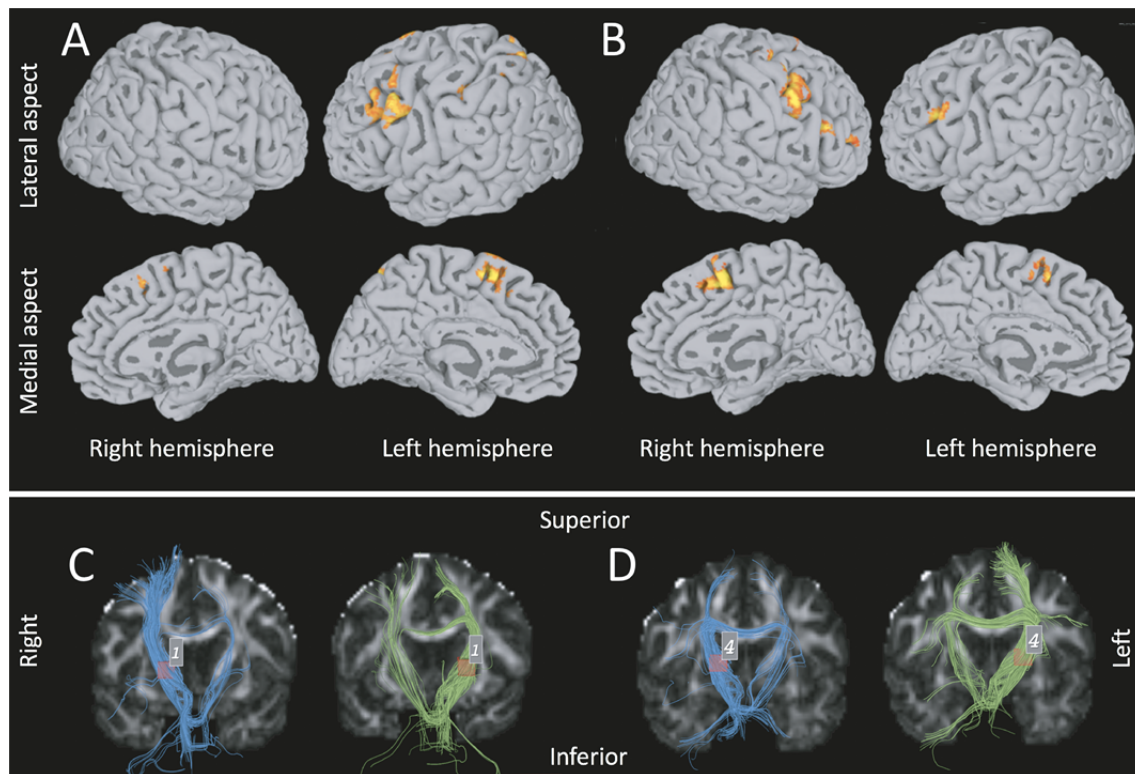 A
B
Lateral aspect
Medial aspect
Right hemisphere
Left hemisphere
Right hemisphere
Left hemisphere
Superior
C
D
Right
1
1
4
4
Left
Inferior